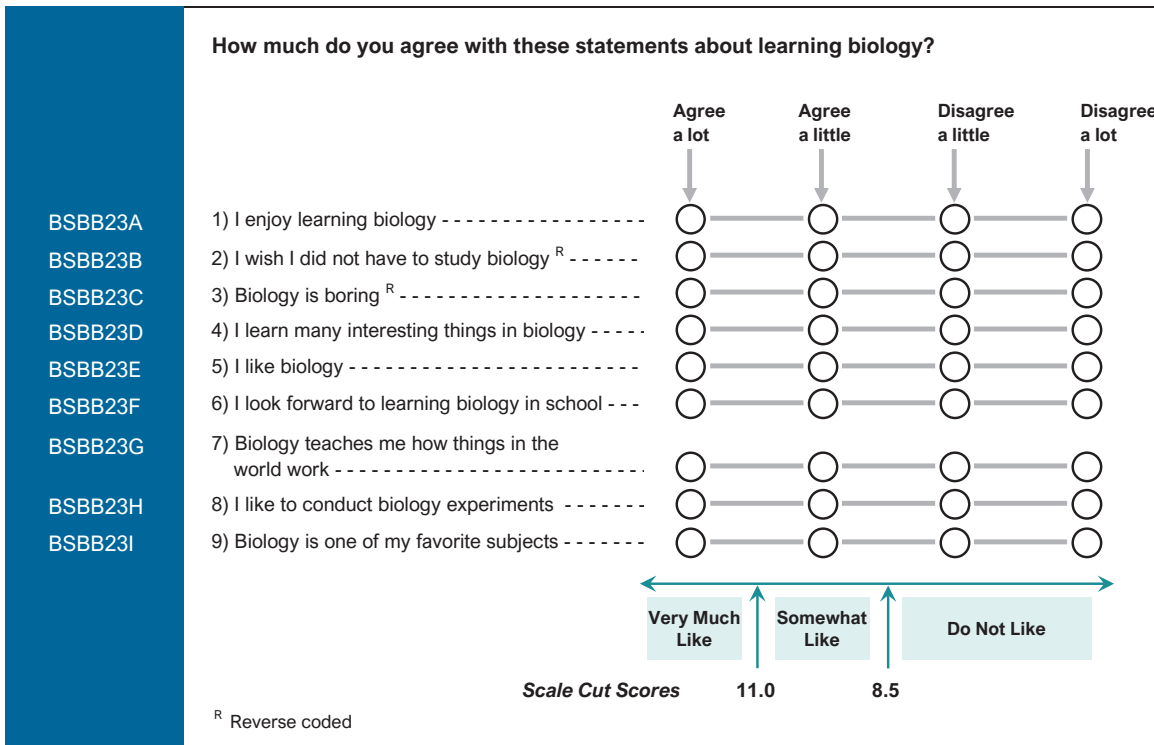 How much do you agree with these statements about learning biology?
Agree a lot
Agree a little
Disagree a little
Disagree a lot
BSBB23A 1) I enjoy learning biology - - - - - - - - - - - - - - - - -
BSBB23B 2) I wish I did not have to study biology R - - - - - -
BSBB23C 3) Biology is boring R - - - - - - - - - - - - - - - - - - - -
BSBB23D 4) I learn many interesting things in biology - - - - -
BSBB23E 5) I like biology - - - - - - - - - - - - - - - - - - - - - - - -
BSBB23F 6) I look forward to learning biology in school - - -
BSBB23G 7) Biology teaches me how things in the
world work - - - - - - - - - - - - - - - - - - - - - - - - - -
BSBB23H 8) I like to conduct biology experiments - - - - - - -
BSBB23I 9) Biology is one of my favorite subjects - - - - - - -
Very Much Like
Somewhat Like
Do Not Like
Scale Cut Scores 11.0 8.5
R Reverse coded